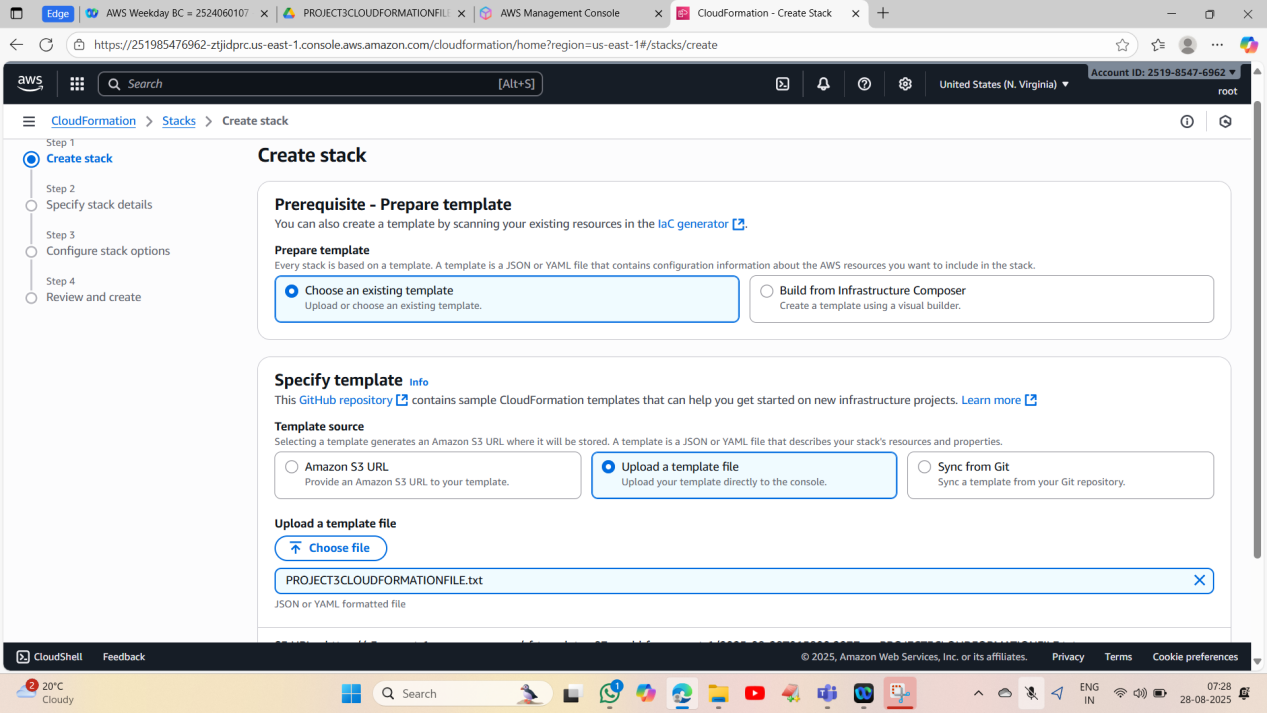 Edge
AWS Weekday BC = 2524060107
PROJECT3CLOUDFORMATIONFILE
AWS Management Console
CloudFormation - Create Stack
https://251985476962-ztjidprc.us-east-1.console.aws.amazon.com/cloudformation/home?region=us-east-1#/stacks/create
aws
Search
[Alt+S]
United States (N. Virginia)
Account ID: 2519-8547-6962
root
CloudFormation
Stacks
Create stack
Step 1
Create stack
Step 2
Specify stack details
Step 3
Configure stack options
Step 4
Review and create
Create stack
Prerequisite - Prepare template
You can also create a template by scanning your existing resources in the IaC generator.
Prepare template
Every stack is based on a template. A template is a JSON or YAML file that contains configuration information about the AWS resources you want to include in the stack.
Choose an existing template
Upload or choose an existing template.
Build from Infrastructure Composer
Create a template using a visual builder.
Specify template Info
This GitHub repository contains sample CloudFormation templates that can help you get started on new infrastructure projects. Learn more
Template source
Selecting a template generates an Amazon S3 URL where it will be stored. A template is a JSON or YAML file that describes your stack's resources and properties.
Amazon S3 URL
Provide an Amazon S3 URL to your template.
Upload a template file
Upload your template directly to the console.
Sync from Git
Sync a template from your Git repository.
Upload a template file
Choose file
PROJECT3CLOUDFORMATIONFILE.txt
JSON or YAML formatted file
CloudShell
Feedback
© 2025, Amazon Web Services, Inc. or its affiliates.
Privacy
Terms
Cookie preferences
2
20°C
Cloudy
Search
1
ENG
IN
07:28
28-08-2025